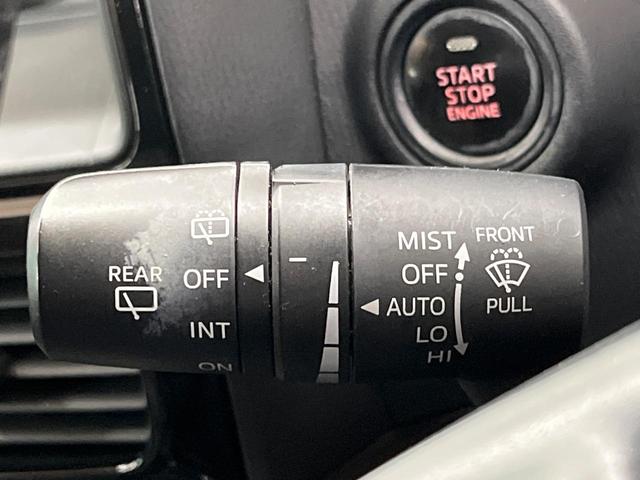 START
STOP
ENGINE
REAR
OFF
INT
ON
MIST
OFF
AUTO
LO
HI
FRONT
PULL